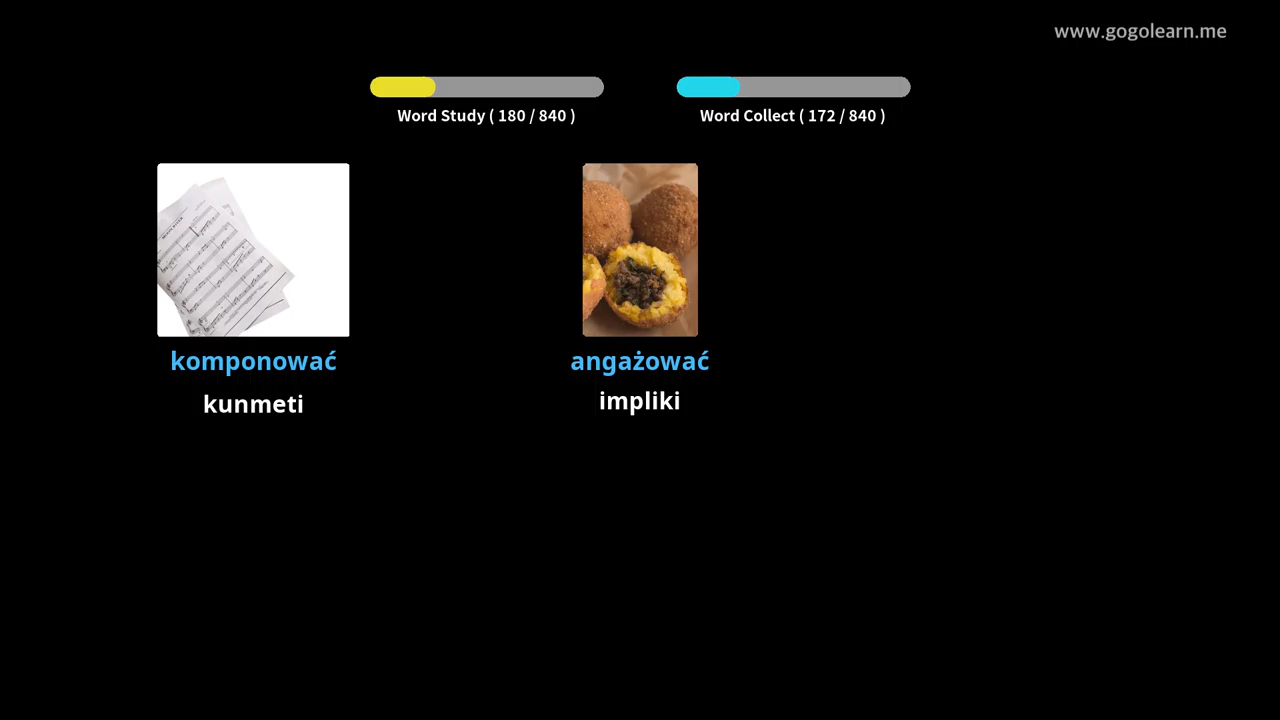 www.gogolearn.me
Word Study ( 180 / 840 )
Word Collect ( 172 / 840 )
komponować
kunmeti
angażować
impliki